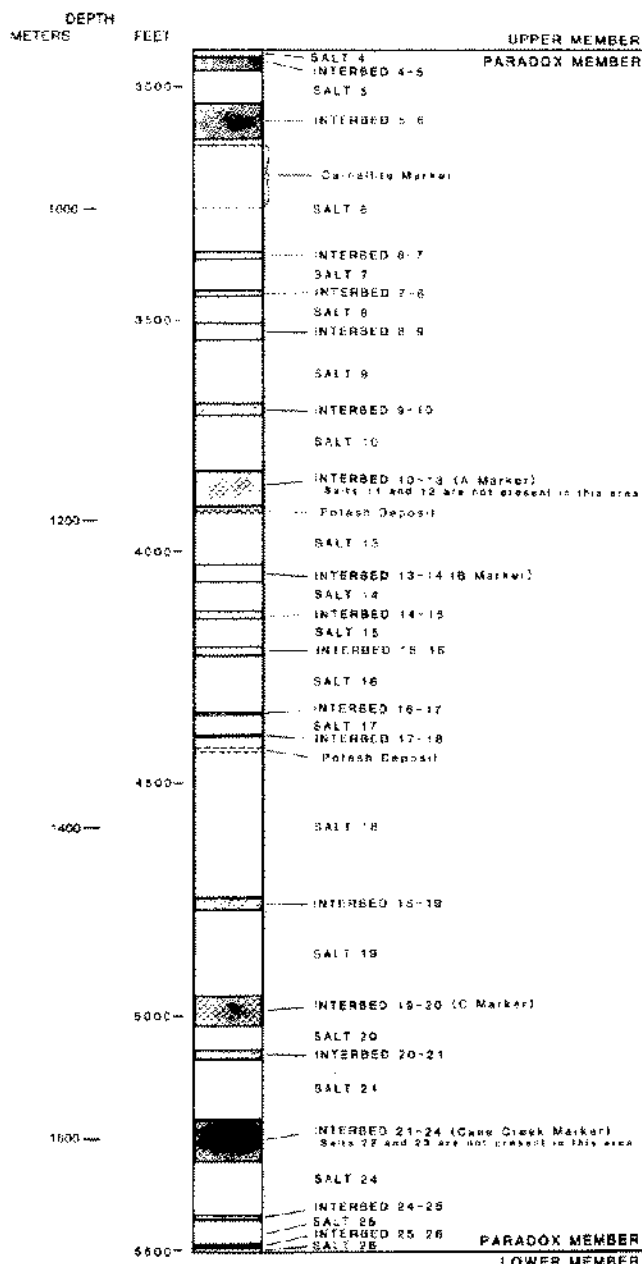 DEPTH
METERS FEET
UPPER MEMBER
SALT 4
PARADOX MEMBER
INTERBED 4-5
3000
SALT 5
INTERBED 5-6
Carnallite Marker
1000
SALT 6
INTERBED 6-7
SALT 7
INTERBED 7-8
SALT 8
3500
INTERBED 8-9
SALT 9
INTERBED 9-10
SALT 10
INTERBED 10-13 (A Marker)
Salts 11 and 12 are not present in this area
Potash Deposit
1200
SALT 13
4000
INTERBED 13-14 (B Marker)
SALT 14
INTERBED 14-15
SALT 15
INTERBED 15-16
SALT 16
INTERBED 16-17
SALT 17
INTERBED 17-18
Potash Deposit
4500
SALT 18
1400
INTERBED 18-19
SALT 19
INTERBED 19-20 (C Marker)
5000
SALT 20
INTERBED 20-21
SALT 21
INTERBED 21-24 (Cane Creek Marker)
1600
Salts 22 and 23 are not present in this area
SALT 24
INTERBED 24-25
SALT 25
INTERBED 25-26
PARADOX MEMBER
SALT 26
5500
LOWER MEMBER